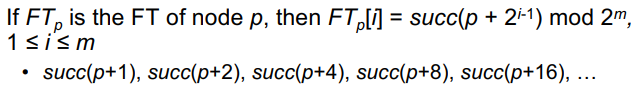 If FTₚ is the FT of node p, then FTₚ[i] = succ(p + 2ⁱ⁻¹) mod 2ᵐ,
1 ≤ i ≤ m
• succ(p+1), succ(p+2), succ(p+4), succ(p+8), succ(p+16), …